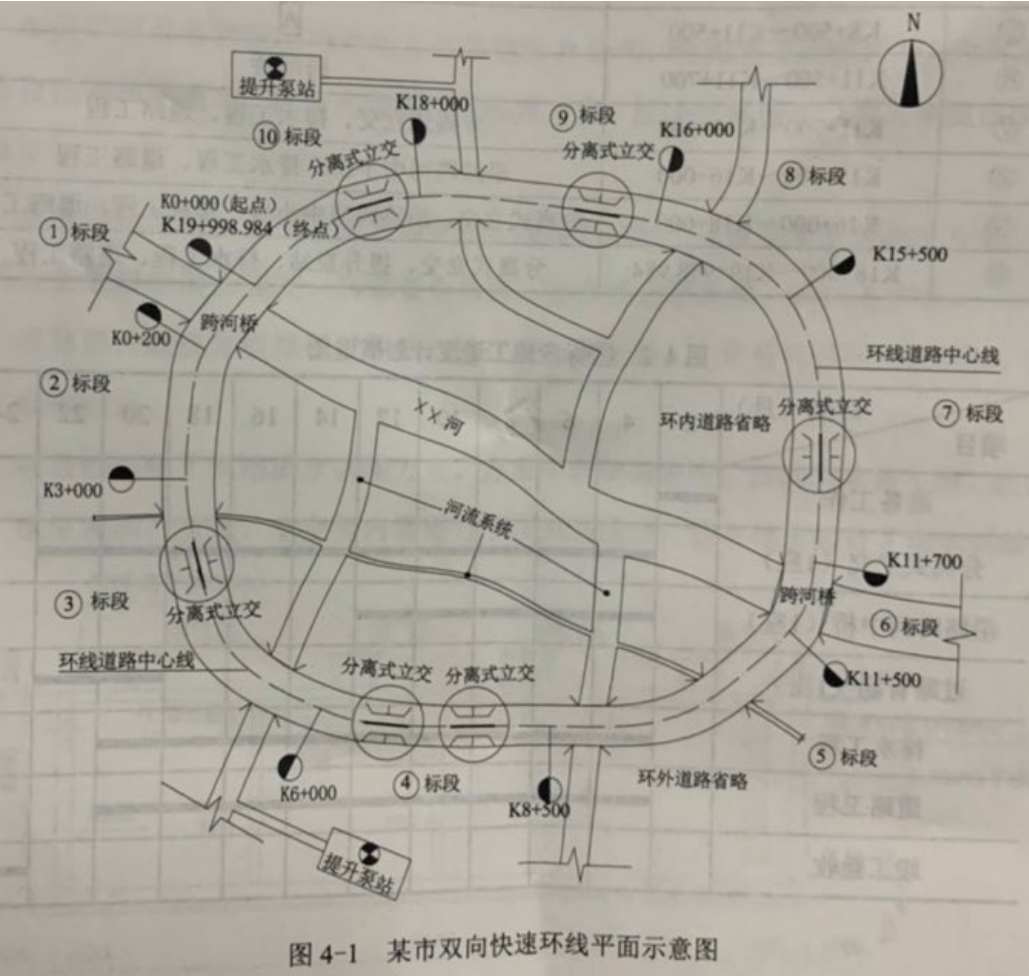 N
提升泵站
K18+000
⑨标段
⑩标段
分离式立交
分离式立交
K16+000
⑧标段
K0+000(起点)
K19+998.984（终点）
①标段
K15+500
K0+200
跨河桥
环线道路中心线
②标段
××河
环内道路省略
分离式立交
⑦标段
K3+000
河流系统
K11+700
跨河桥
③标段
分离式立交
⑥标段
环线道路中心线
分离式立交
分离式立交
K11+500
④标段
⑤标段
K6+000
K8+500
环外道路省略
提升泵站
图 4-1 某市双向快速环线平面示意图